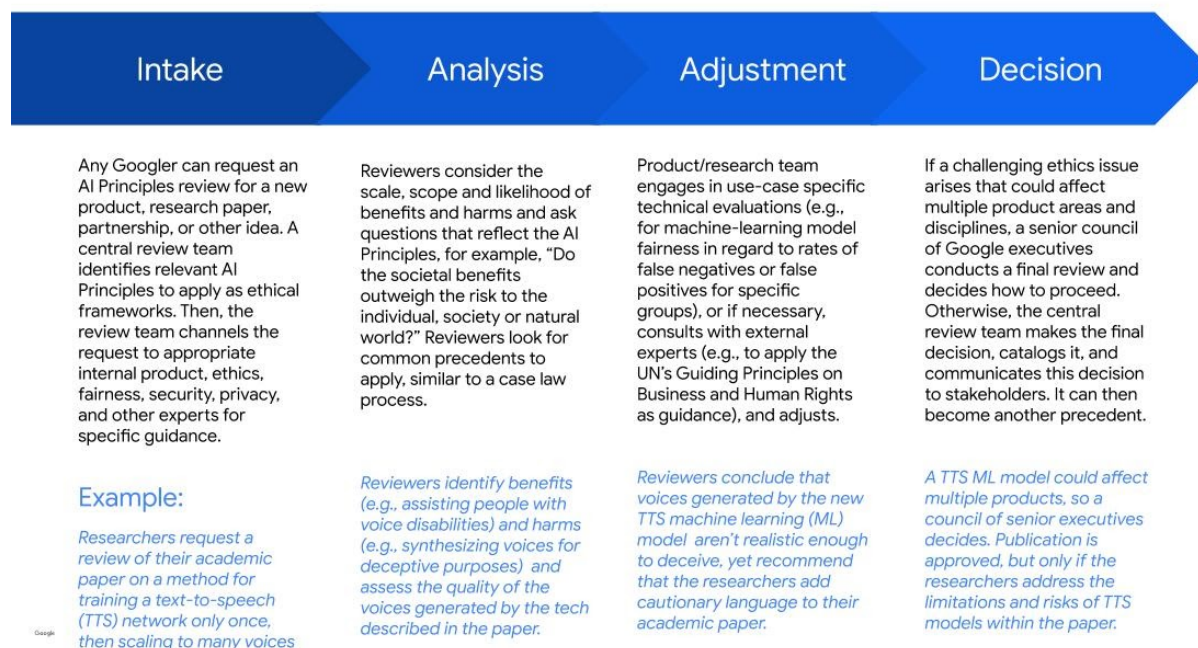 Intake
Analysis
Adjustment
Decision
Any Googler can request an
AI Principles review for a new
product, research paper,
partnership, or other idea. A
central review team
identifies relevant AI
Principles to apply as ethical
frameworks. Then, the
review team channels the
request to appropriate
internal product, ethics,
fairness, security, privacy,
and other experts for
specific guidance.
Reviewers consider the
scale, scope and likelihood of
benefits and harms and ask
questions that reflect the AI
Principles, for example, “Do
the societal benefits
outweigh the risk to the
individual, society or natural
world?” Reviewers look for
common precedents to
apply, similar to a case law
process.
Product/research team
engages in use-case specific
technical evaluations (e.g.,
for machine-learning model
fairness in regard to rates of
false negatives or false
positives for specific
groups), or if necessary,
consults with external
experts (e.g., to apply the
UN’s Guiding Principles on
Business and Human Rights
as guidance), and adjusts.
If a challenging ethics issue
arises that could affect
multiple product areas and
disciplines, a senior council
of Google executives
conducts a final review and
decides how to proceed.
Otherwise, the central
review team makes the final
decision, catalogs it, and
communicates this decision
to stakeholders. It can then
become another precedent.
Example:
Researchers request a
review of their academic
paper on a method for
training a text-to-speech
(TTS) network only once,
then scaling to many voices
Reviewers identify benefits
(e.g., assisting people with
voice disabilities) and harms
(e.g., synthesizing voices for
deceptive purposes) and
assess the quality of the
voices generated by the tech
described in the paper.
Reviewers conclude that
voices generated by the new
TTS machine learning (ML)
model aren’t realistic enough
to deceive, yet recommend
that the researchers add
cautionary language to their
academic paper.
A TTS ML model could affect
multiple products, so a
council of senior executives
decides. Publication is
approved, but only if the
researchers address the
limitations and risks of TTS
models within the paper.
Google